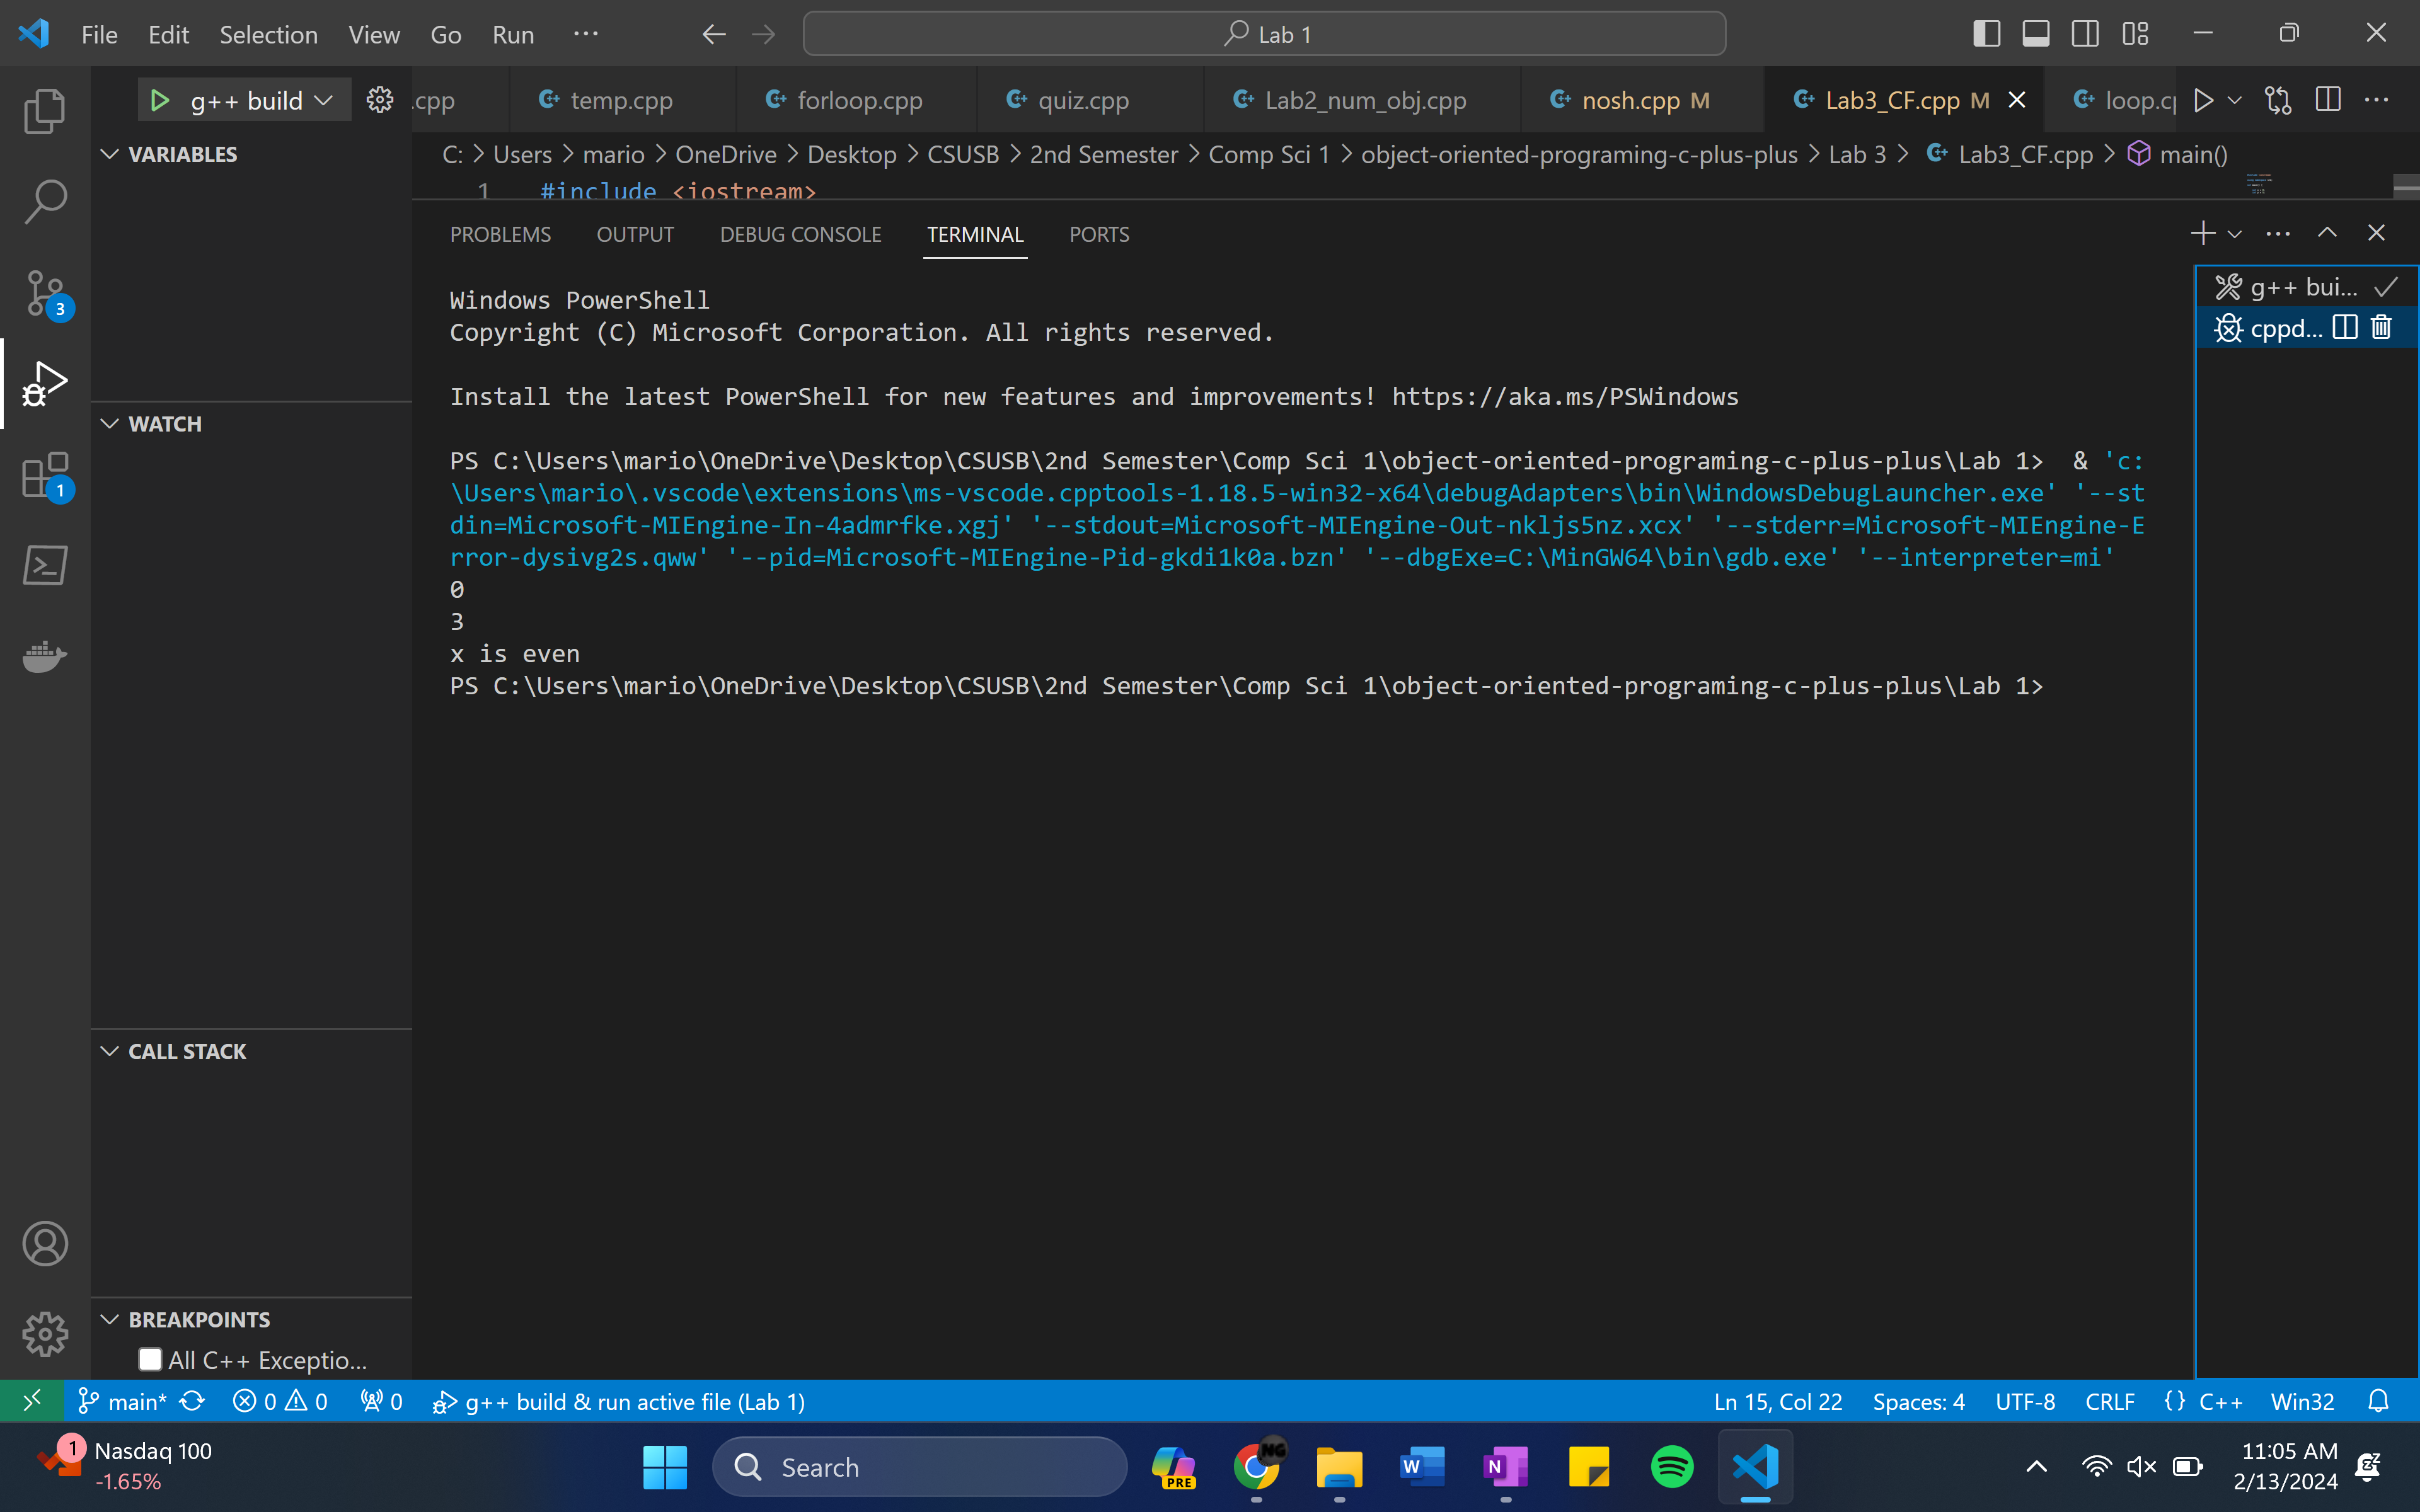 File Edit Selection View Go Run ···
Lab 1
g++ build
.cpp
temp.cpp
forloop.cpp
quiz.cpp
Lab2_num_obj.cpp
nosh.cpp M
Lab3_CF.cpp M
loop.cp
VARIABLES
C: > Users > mario > OneDrive > Desktop > CSUSB > 2nd Semester > Comp Sci 1 > object-oriented-programing-c-plus-plus > Lab 3 > Lab3_CF.cpp > main()
1 #include <iostream>
PROBLEMS OUTPUT DEBUG CONSOLE TERMINAL PORTS
Windows PowerShell
Copyright (C) Microsoft Corporation. All rights reserved.
Install the latest PowerShell for new features and improvements! https://aka.ms/PSWindows
PS C:\Users\mario\OneDrive\Desktop\CSUSB\2nd Semester\Comp Sci 1\object-oriented-programing-c-plus-plus\Lab 1>  & 'c:
\Users\mario\.vscode\extensions\ms-vscode.cpptools-1.18.5-win32-x64\debugAdapters\bin\WindowsDebugLauncher.exe' '--st
din=Microsoft-MIEngine-In-4admrfke.xgj' '--stdout=Microsoft-MIEngine-Out-nkljs5nz.xcx' '--stderr=Microsoft-MIEngine-E
rror-dysivg2s.qww' '--pid=Microsoft-MIEngine-Pid-gkdi1k0a.bzn' '--dbgExe=C:\MinGW64\bin\gdb.exe' '--interpreter=mi'
0
3
x is even
PS C:\Users\mario\OneDrive\Desktop\CSUSB\2nd Semester\Comp Sci 1\object-oriented-programing-c-plus-plus\Lab 1>
g++ bui...
cppd...
3
1
WATCH
CALL STACK
BREAKPOINTS
All C++ Exceptio...
main* 0 0 0 g++ build & run active file (Lab 1)
Ln 15, Col 22 Spaces: 4 UTF-8 CRLF {} C++ Win32
1
Nasdaq 100
-1.65%
Search
PRE
NG
W
N
11:05 AM
2/13/2024